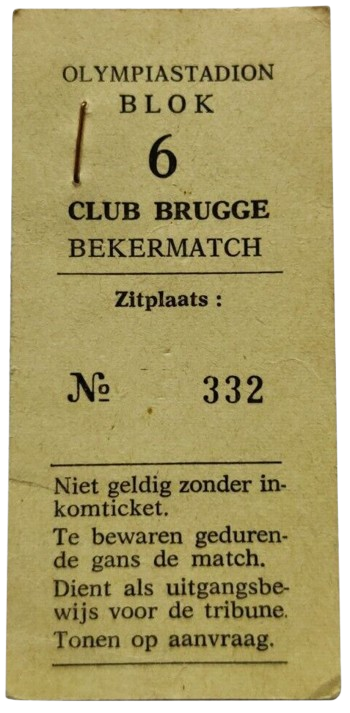 OLYMPIASTADION
BLOK
6
CLUB BRUGGE
BEKERMATCH
Zitplaats :
№ 332
Niet geldig zonder in-
komticket.
Te bewaren geduren-
de gans de match.
Dient als uitgangsbe-
wijs voor de tribune.
Tonen op aanvraag.